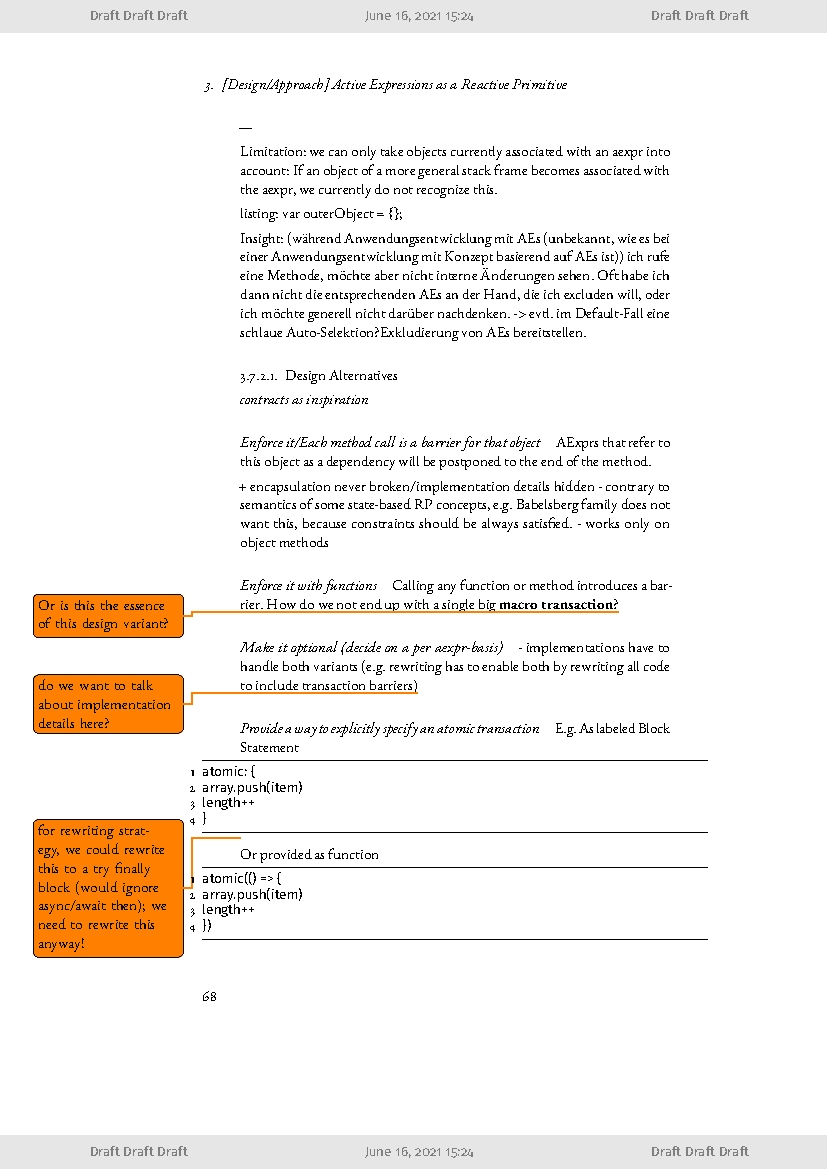 Draft Draft Draft June 16, 2021 15:24 Draft Draft Draft
3. [Design/Approach] Active Expressions as a Reactive Primitive
—
Limitation: we can only take objects currently associated with an aexpr into
account: If an object of a more general stack frame becomes associated with
the aexpr, we currently do not recognize this.
listing: var outerObject = {};
Insight: (während Anwendungsentwicklung mit AEs (unbekannt, wie es bei
einer Anwendungsentwicklung mit Konzept basierend auf AEs ist)) ich rufe
eine Methode, möchte aber nicht interne Änderungen sehen. Oft habe ich
dann nicht die entsprechenden AEs an der Hand, die ich excluden will, oder
ich möchte generell nicht darüber nachdenken. -> evtl. im Default-Fall eine
schlaue Auto-Selektion?Exkludierung von AEs bereitstellen.
3.7.2.1. Design Alternatives
contracts as inspiration
Enforce it/Each method call is a barrier for that object AExprs that refer to
this object as a dependency will be postponed to the end of the method.
+ encapsulation never broken/implementation details hidden - contrary to
semantics of some state-based RP concepts, e.g. Babelsberg family does not
want this, because constraints should be always satisfied. - works only on
object methods
Enforce it with functions Calling any function or method introduces a bar-
rier. How do we not end up with a single big macro transaction?
Or is this the essence
of this design variant?
Make it optional (decide on a per aexpr-basis) - implementations have to
handle both variants (e.g. rewriting has to enable both by rewriting all code
to include transaction barriers)
do we want to talk
about implementation
details here?
Provide a way to explicitly specify an atomic transaction E.g. As labeled Block
Statement
1 atomic: {
2 array.push(item)
3 length++
4 }
for rewriting strat-
egy, we could rewrite
this to a try finally
block (would ignore
async/await then); we
need to rewrite this
anyway!
Or provided as function
1 atomic(() => {
2 array.push(item)
3 length++
4 })
68
Draft Draft Draft June 16, 2021 15:24 Draft Draft Draft